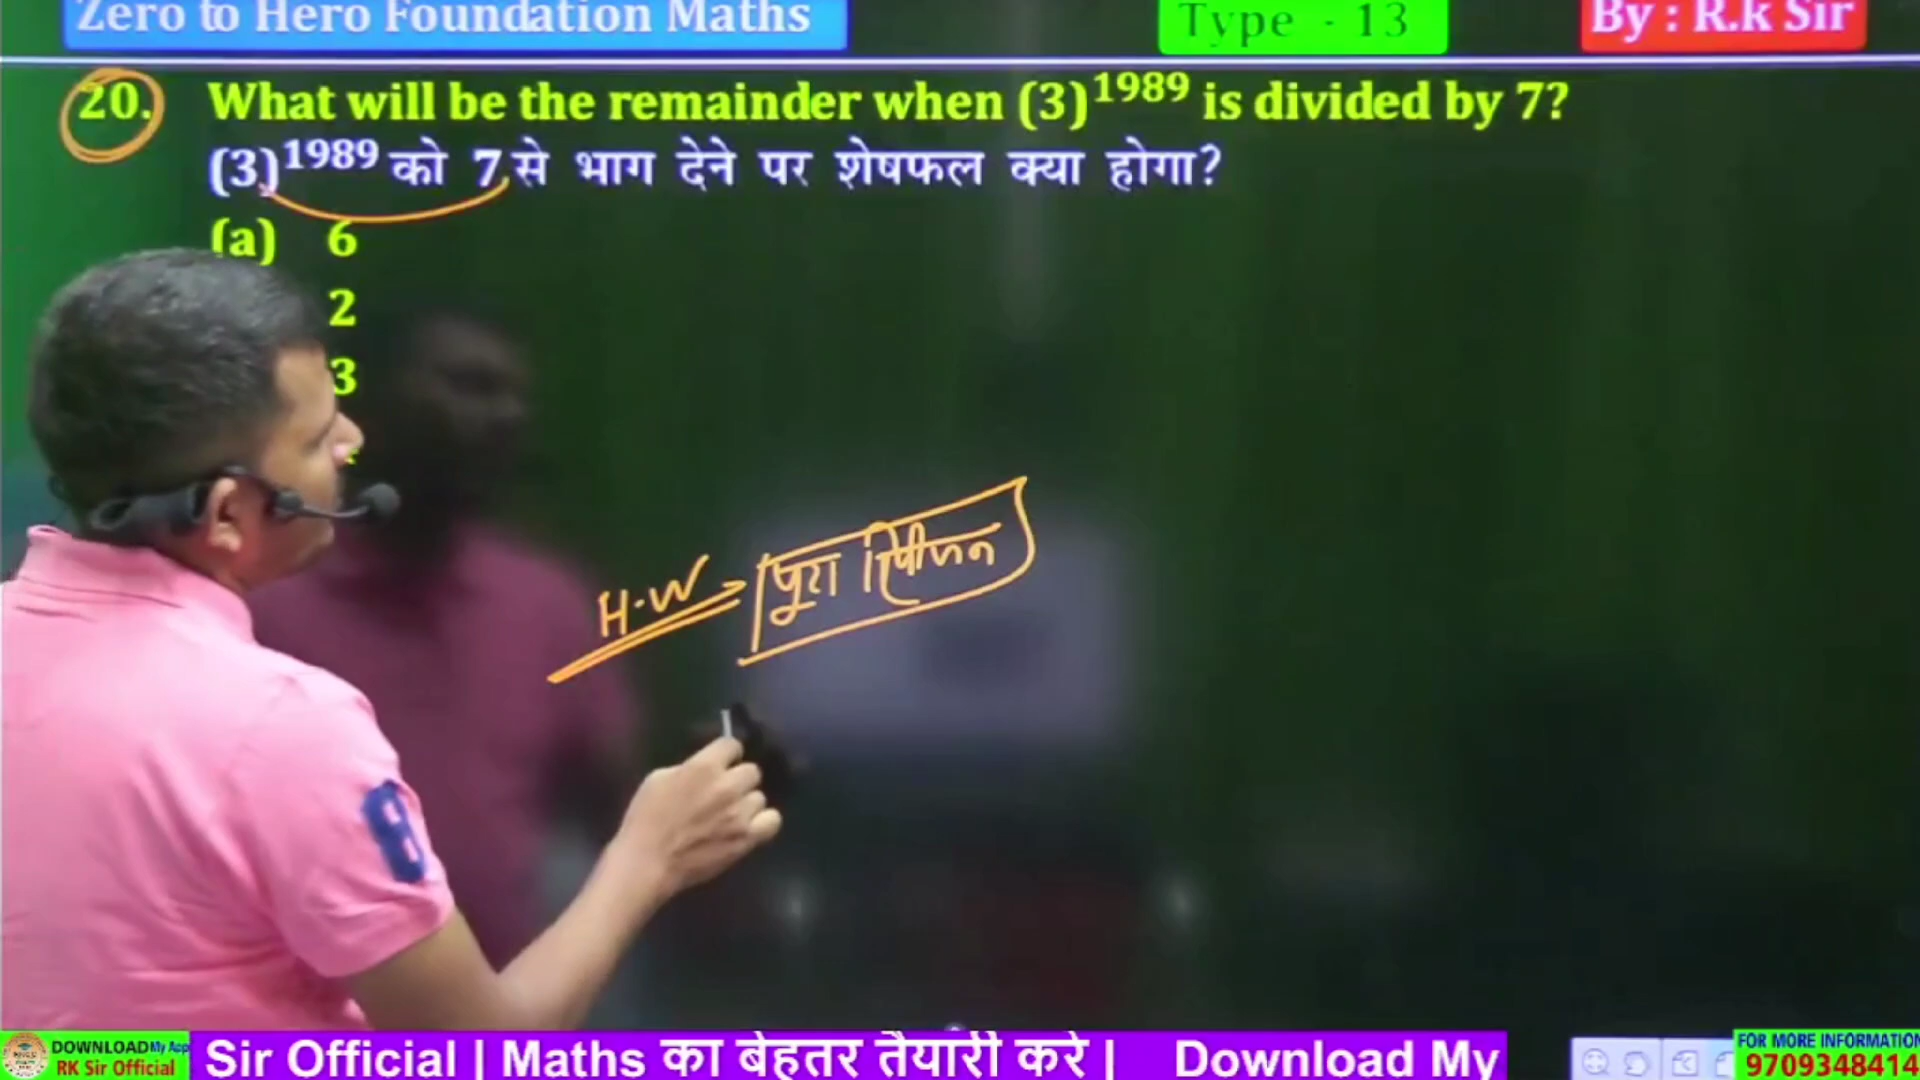 Zero to Hero Foundation Maths
Type - 13
By : R.k Sir
20. What will be the remainder when (3)^1989 is divided by 7?
(3)^1989 को 7 से भाग देने पर शेषफल क्या होगा?
(a) 6
2
3
H.W → पूरा
DOWNLOAD My App
RK Sir Official
Sir Official | Maths का बेहतर तैयारी करे | Download My
FOR MORE INFORMATION
9709348414